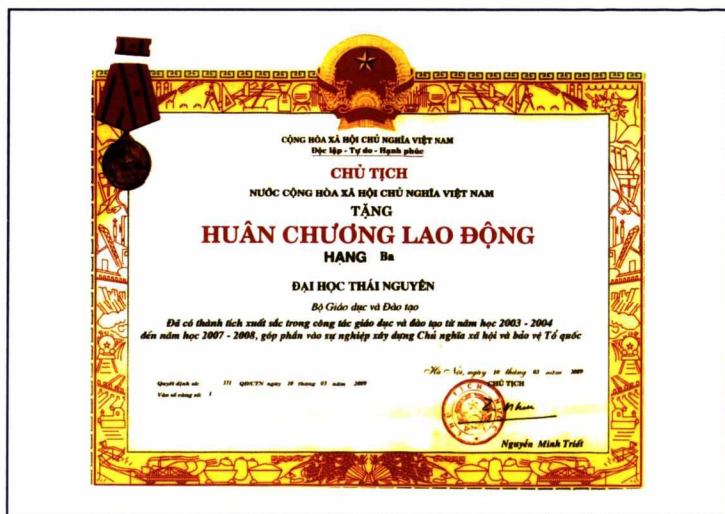 CỘNG HÒA XÃ HỘI CHỦ NGHĨA VIỆT NAM
Độc lập - Tự do - Hạnh phúc
CHỦ TỊCH
NƯỚC CỘNG HÒA XÃ HỘI CHỦ NGHĨA VIỆT NAM
TẶNG
HUÂN CHƯƠNG LAO ĐỘNG
HẠNG Ba
ĐẠI HỌC THÁI NGUYÊN
Bộ Giáo dục và Đào tạo
Đã có thành tích xuất sắc trong công tác giáo dục và đào tạo từ năm học 2003 - 2004
đến năm học 2007 - 2008, góp phần vào sự nghiệp xây dựng Chủ nghĩa xã hội và bảo vệ Tổ quốc
Hà Nội, ngày 10 tháng 03 năm 2009
Quyết định số: 331 QĐ/CTN ngày 10 tháng 03 năm 2009
CHỦ TỊCH
Vào sổ vàng số: 1
Nguyễn Minh Triết